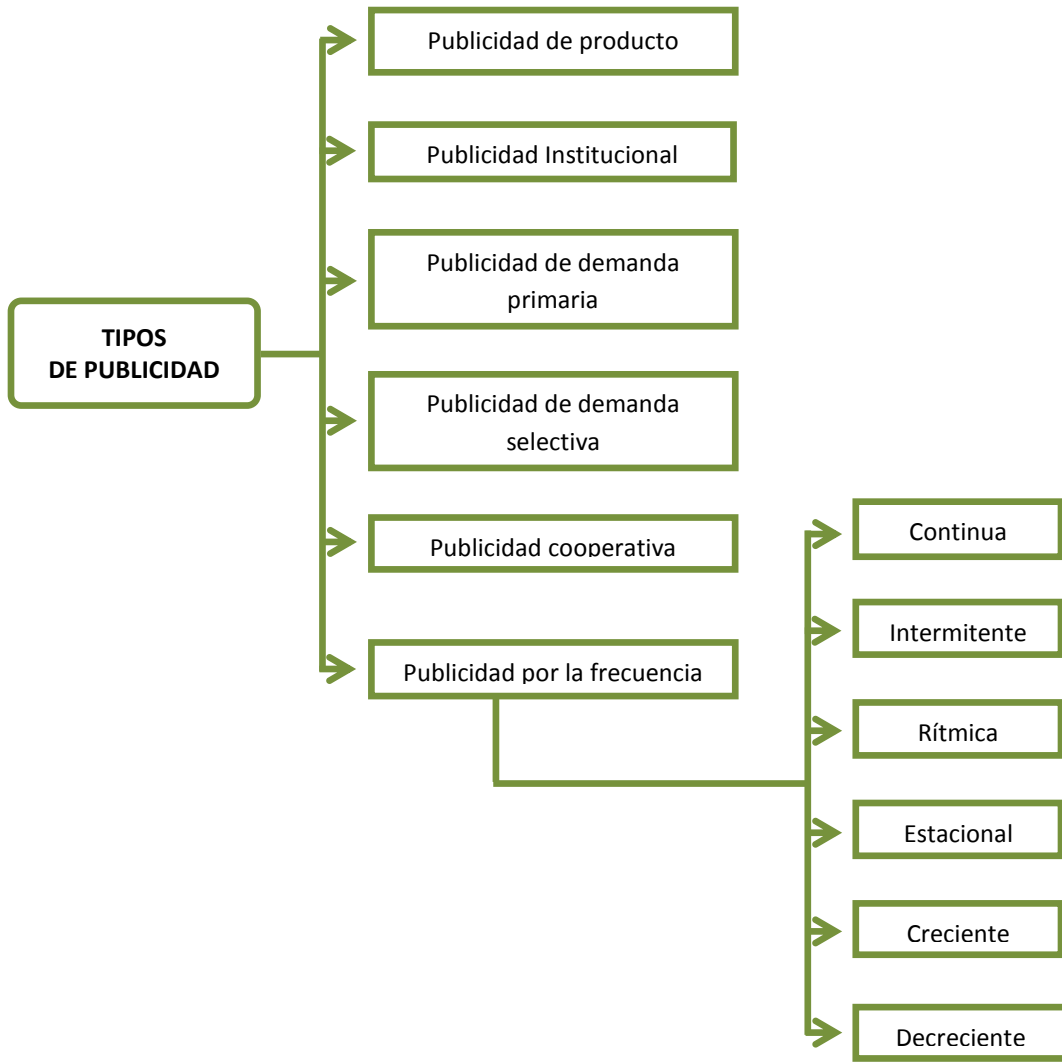 Publicidad de producto
Publicidad Institucional
Publicidad de demanda
primaria
TIPOS
DE PUBLICIDAD
Publicidad de demanda
selectiva
Publicidad cooperativa
Publicidad por la frecuencia
Continua
Intermitente
Rítmica
Estacional
Creciente
Decreciente